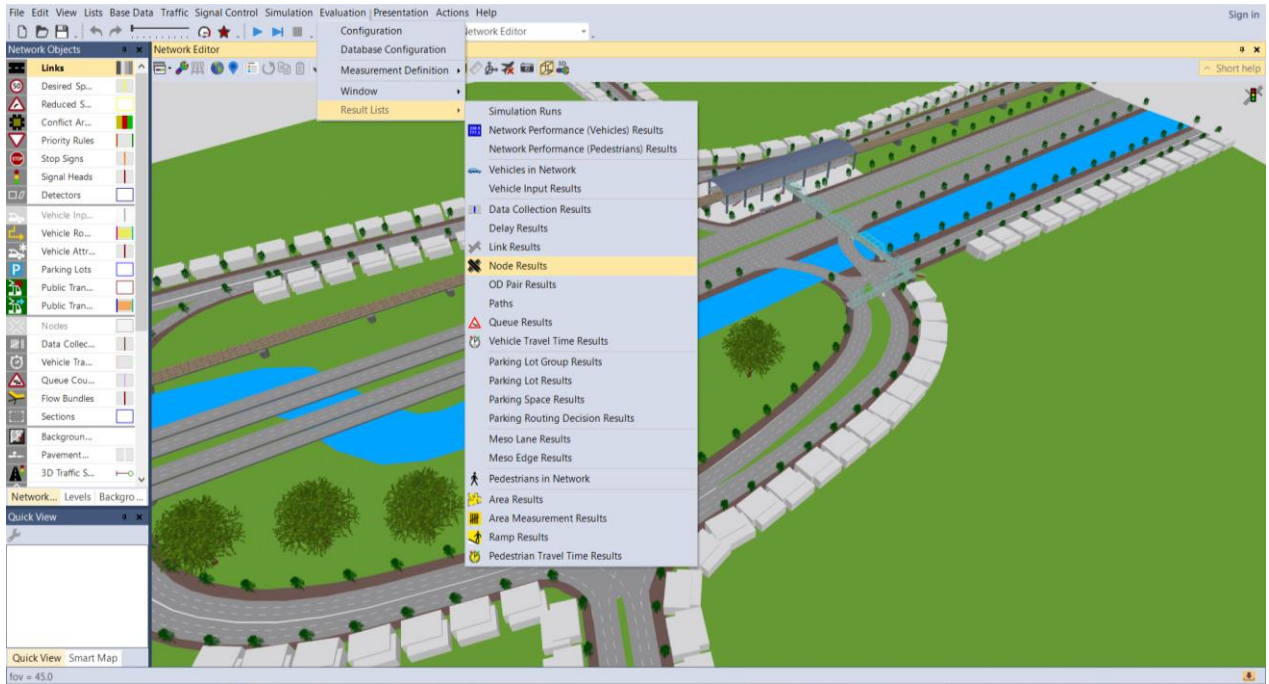 File Edit View Lists Base Data Traffic Signal Control Simulation Evaluation Presentation Actions Help
Sign in
Network Editor
Network Objects
Network Editor
Short help
Links
Desired Sp...
Reduced S...
Conflict Ar...
Priority Rules
Stop Signs
Signal Heads
Detectors
Vehicle Inp...
Vehicle Ro...
Vehicle Attr...
Parking Lots
Public Tran...
Public Tran...
Nodes
Data Collec...
Vehicle Tra...
Queue Cou...
Flow Bundles
Sections
Backgroun...
Pavement...
3D Traffic S...
Network... Levels Backgro...
Quick View
Quick View Smart Map
fov = 45.0
Configuration
Database Configuration
Measurement Definition
Window
Result Lists
Simulation Runs
Network Performance (Vehicles) Results
Network Performance (Pedestrians) Results
Vehicles in Network
Vehicle Input Results
Data Collection Results
Delay Results
Link Results
Node Results
OD Pair Results
Paths
Queue Results
Vehicle Travel Time Results
Parking Lot Group Results
Parking Lot Results
Parking Space Results
Parking Routing Decision Results
Meso Lane Results
Meso Edge Results
Pedestrians in Network
Area Results
Area Measurement Results
Ramp Results
Pedestrian Travel Time Results